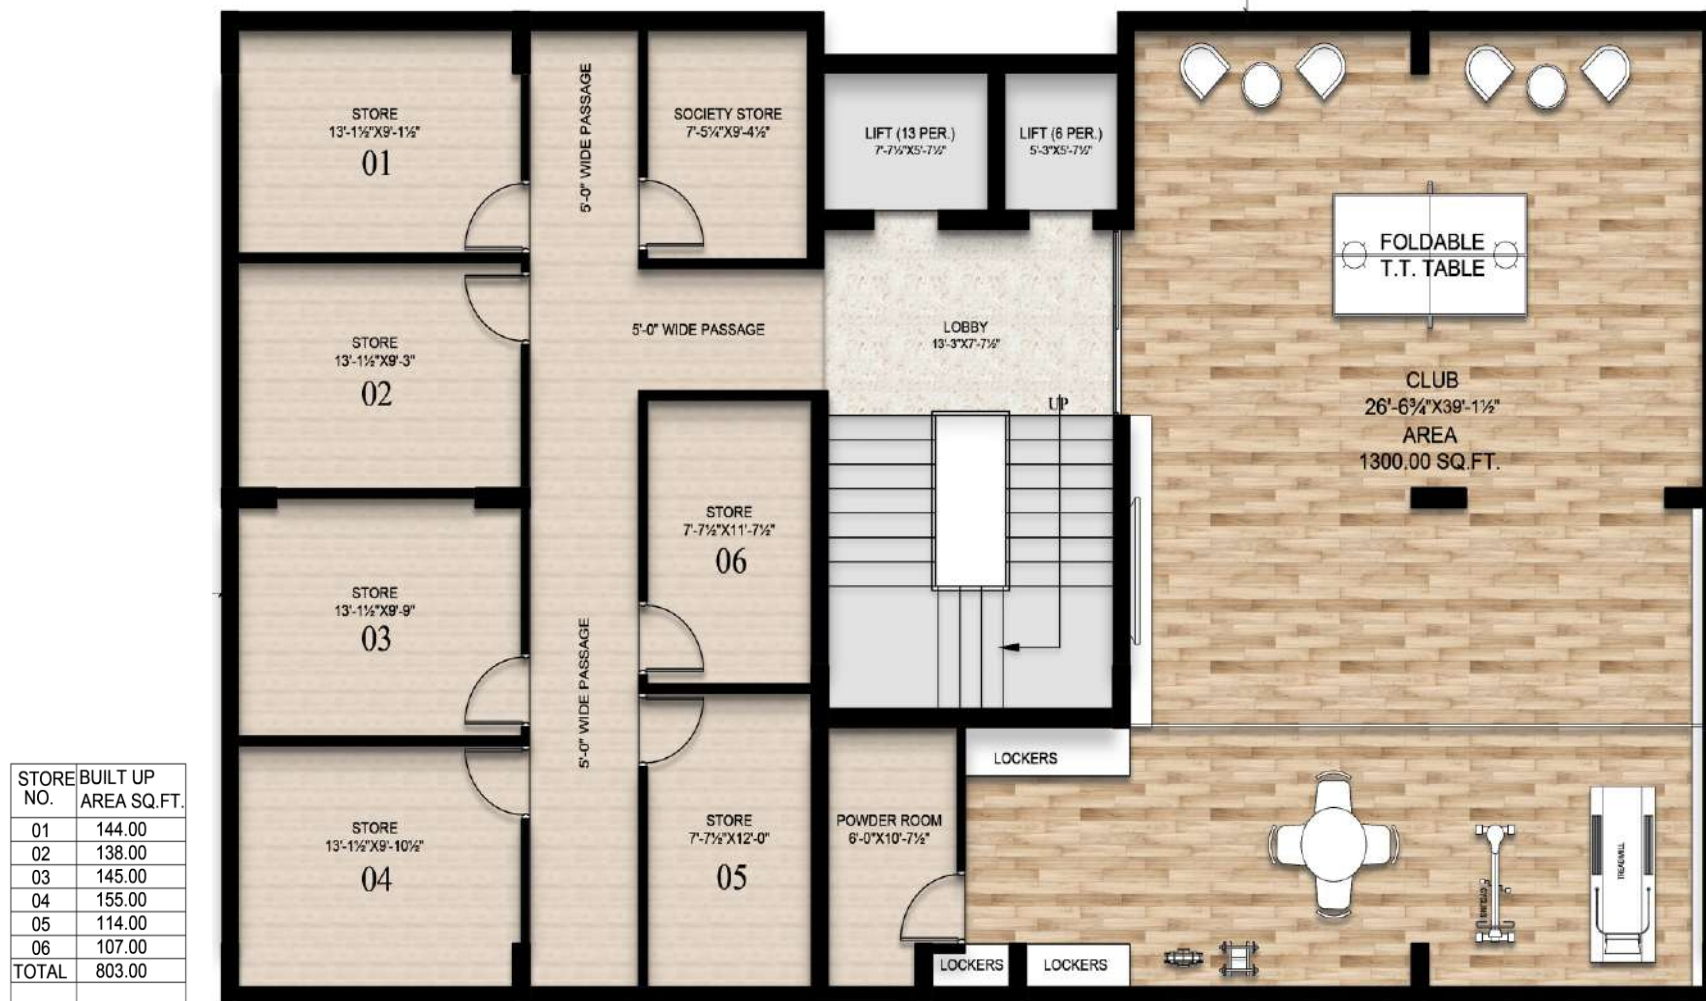 STORE
13'-1½"X9'-1½"
01
5'-0" WIDE PASSAGE
SOCIETY STORE
7'-5¼"X9'-4½"
LIFT (13 PER.)
7'-7½"X5'-7½"
LIFT (6 PER.)
5'-3"X5'-7½"
FOLDABLE
T.T. TABLE
STORE
13'-1½"X9'-3"
02
5'-0" WIDE PASSAGE
LOBBY
13'-3"X7'-7½"
UP
CLUB
26'-6¾"X39'-1½"
AREA
1300.00 SQ.FT.
STORE
7'-7½"X11'-7½"
06
STORE
13'-1½"X9'-9"
03
5'-0" WIDE PASSAGE
LOCKERS
STORE
13'-1½"X9'-10½"
04
STORE
7'-7½"X12'-0"
05
POWDER ROOM
6'-0"X10'-7½"
TREADMILL
LOCKERS
LOCKERS
STORE NO. BUILT UP AREA SQ.FT.
01 144.00
02 138.00
03 145.00
04 155.00
05 114.00
06 107.00
TOTAL 803.00